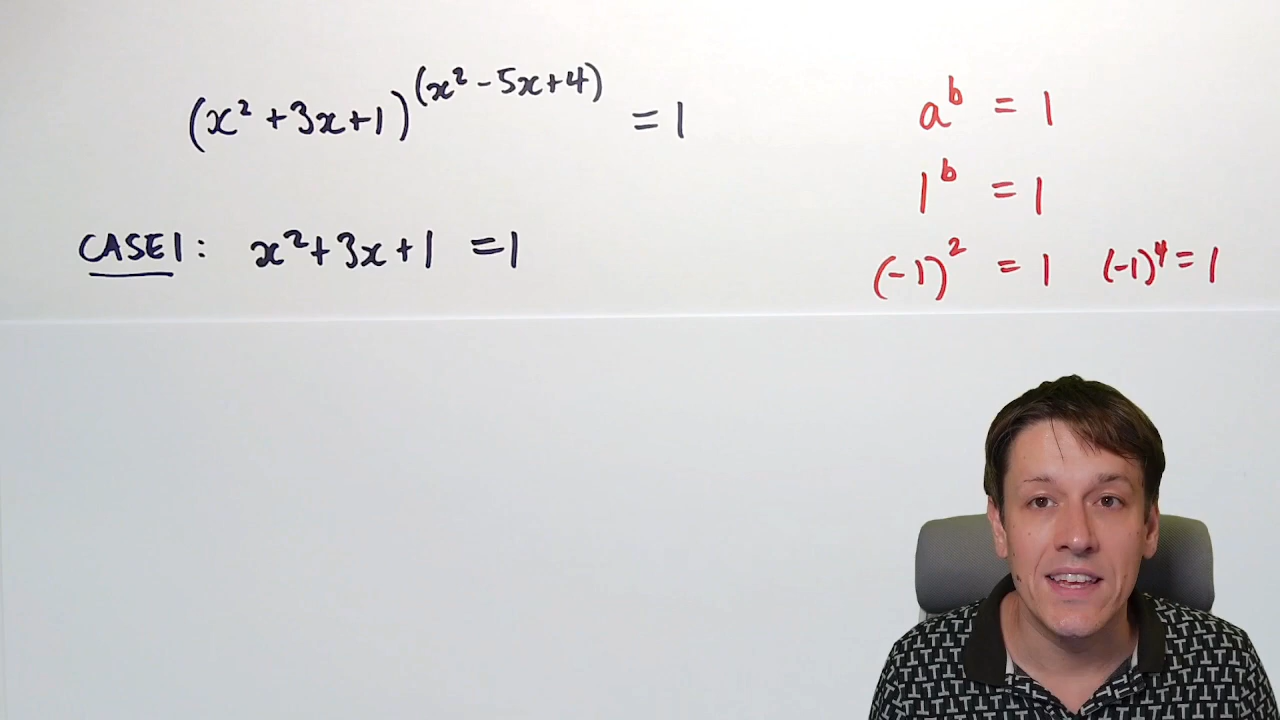 (x² + 3x + 1)^(x² - 5x + 4) = 1
CASE 1: x² + 3x + 1 = 1
a^b = 1
1^b = 1
(-1)² = 1 (-1)⁴ = 1